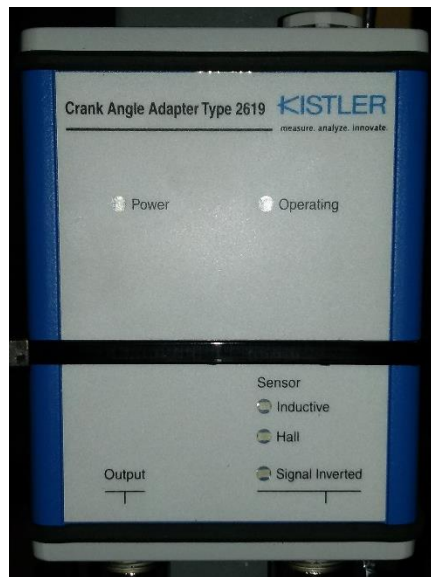 Crank Angle Adapter Type 2619 KISTLER
measure. analyze. innovate.
Power Operating
Sensor
Inductive
Hall
Output Signal Inverted